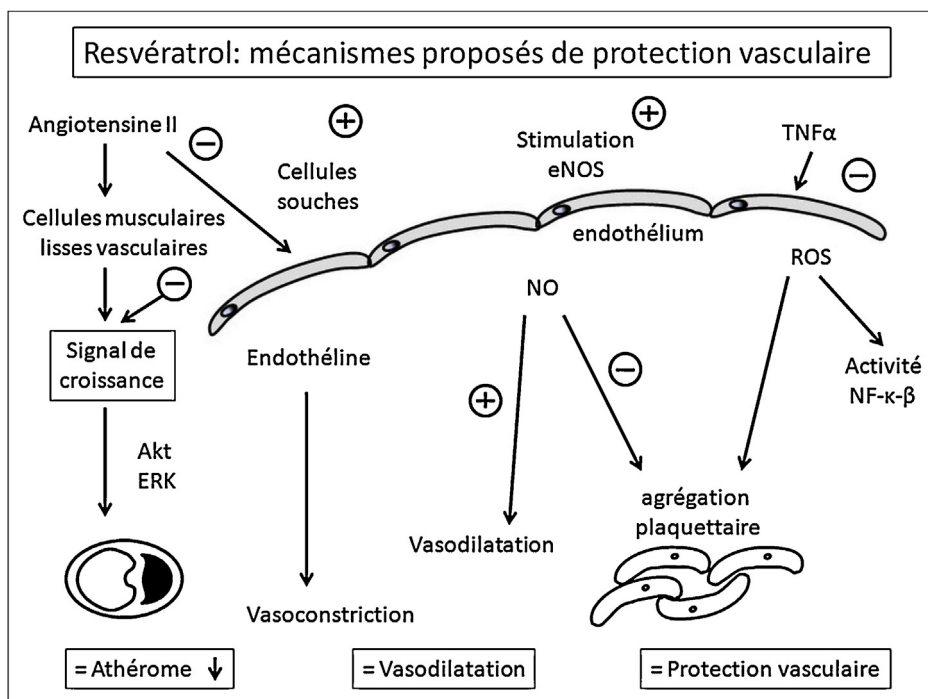 Resvératrol: mécanismes proposés de protection vasculaire
Angiotensine II
−
+
Cellules
souches
Stimulation
eNOS
+
TNFα
−
Cellules musculaires
lisses vasculaires
−
endothélium
ROS
NO
Signal de
croissance
Endothéline
Activité
NF-κ-β
+
−
Akt
ERK
agrégation
plaquettaire
Vasodilatation
Vasoconstriction
= Athérome ↓
= Vasodilatation
= Protection vasculaire